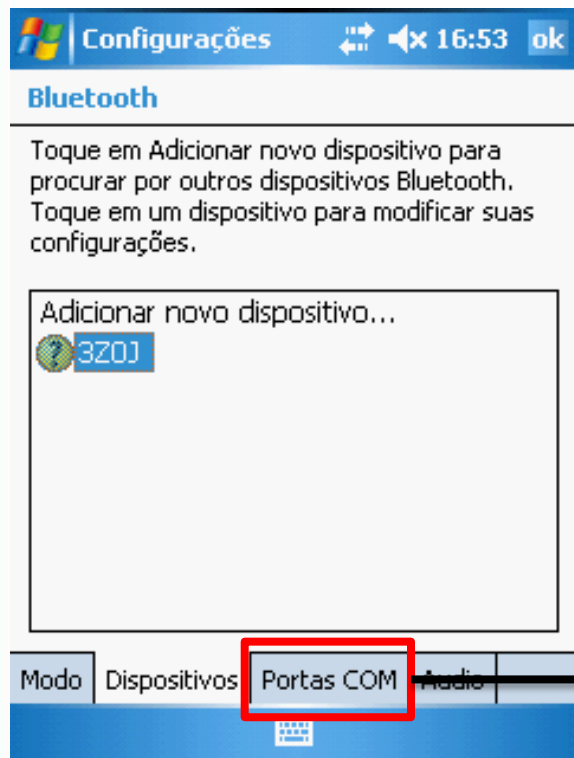 Configurações 16:53 ok
Bluetooth
Toque em Adicionar novo dispositivo para
procurar por outros dispositivos Bluetooth.
Toque em um dispositivo para modificar suas
configurações.
Adicionar novo dispositivo...
3Z0J
Modo Dispositivos Portas COM Audio